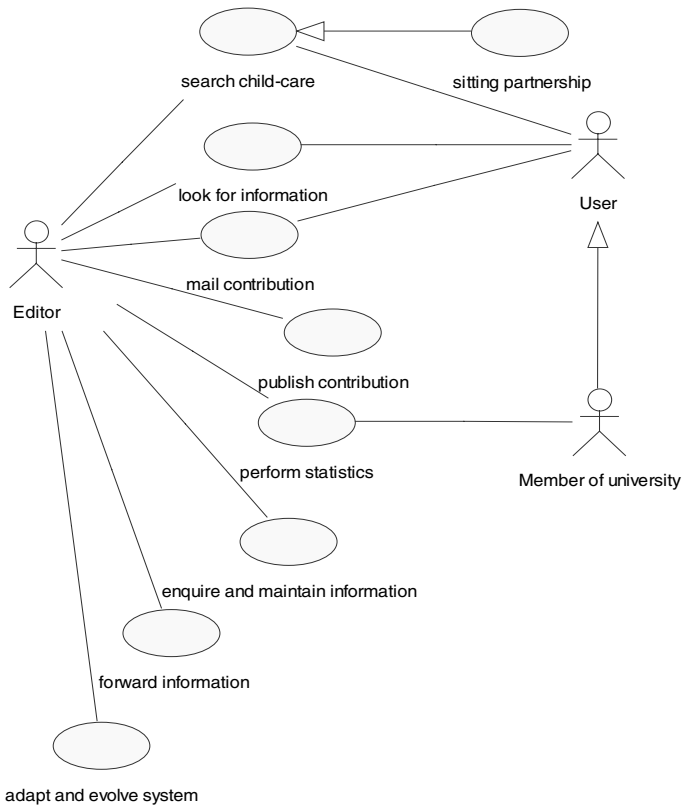 search child-care
sitting partnership
look for information
User
mail contribution
Editor
publish contribution
perform statistics
Member of university
enquire and maintain information
forward information
adapt and evolve system